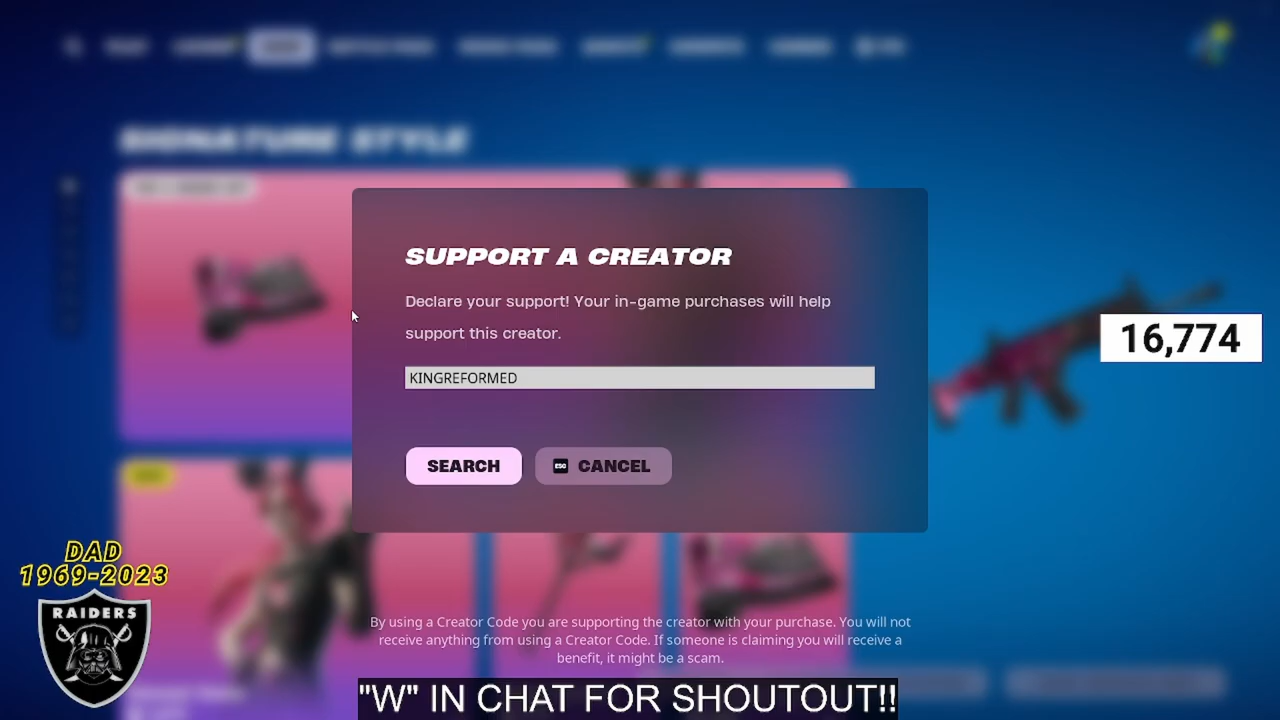 SIGNATURE STYLE
SUPPORT A CREATOR
Declare your support! Your in-game purchases will help
support this creator.
KINGREFORMED
SEARCH
ESC CANCEL
16,774
DAD
1969-2023
RAIDERS
By using a Creator Code you are supporting the creator with your purchase. You will not
receive anything from using a Creator Code. If someone is claiming you will receive a
benefit, it might be a scam.
"W" IN CHAT FOR SHOUTOUT!!